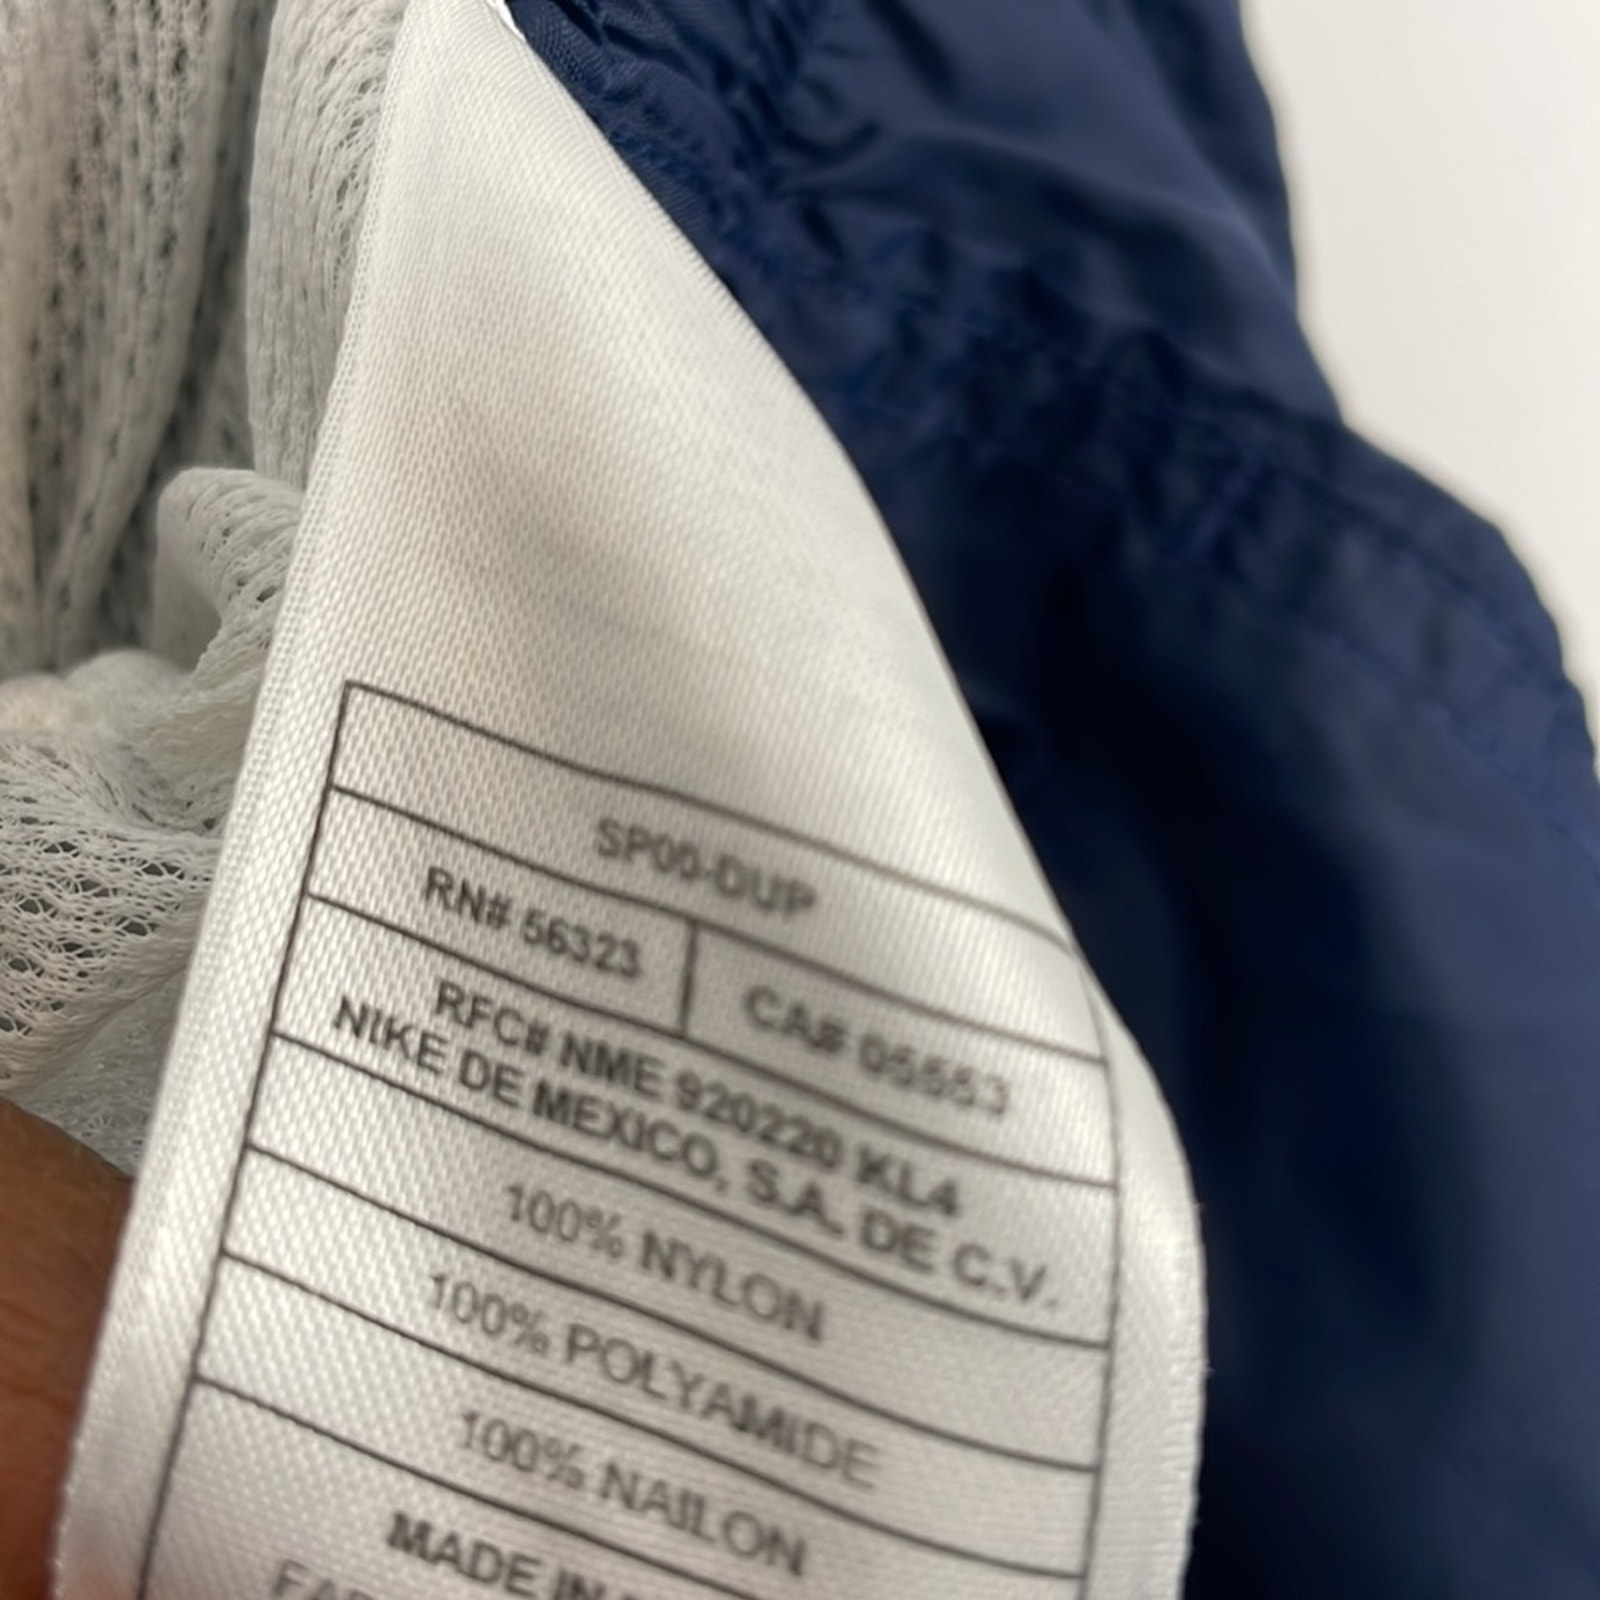 SP00-DUP
RN# 56323
CA# 05553
RFC# NME 920220 KL4
NIKE DE MEXICO, S.A. DE C.V.
100% NYLON
100% POLYAMIDE
100% NAILON
MADE IN